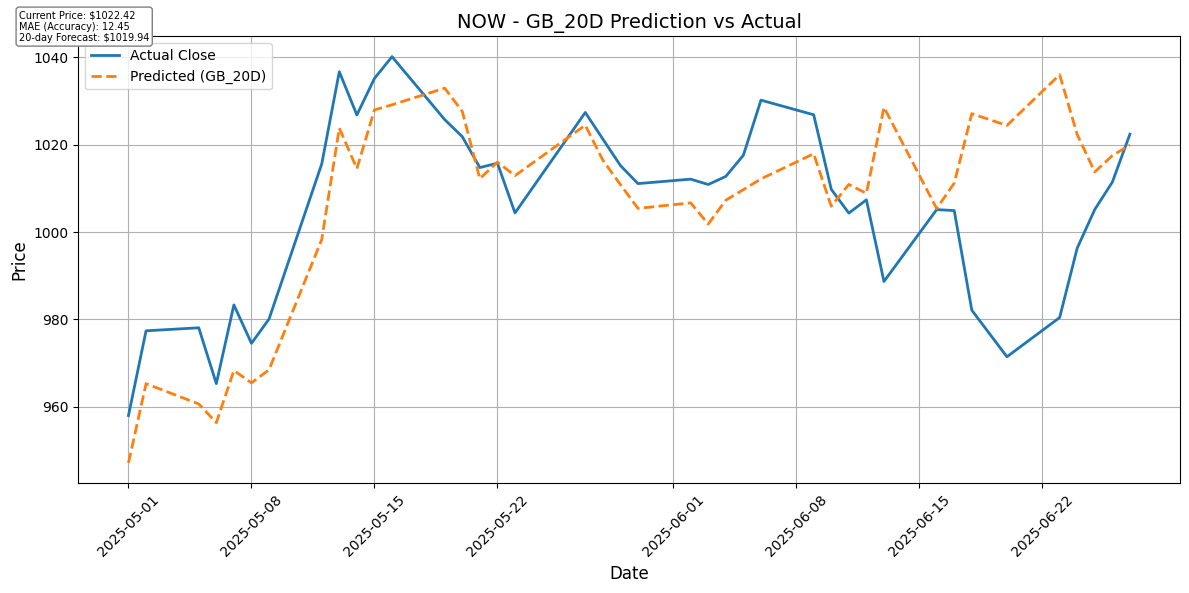 NOW - GB_20D Prediction vs Actual
Current Price: $1022.42
MAE (Accuracy): 12.45
20-day Forecast: $1019.94
Actual Close
Predicted (GB_20D)
Price
1040
1020
1000
980
960
2025-05-01
2025-05-08
2025-05-15
2025-05-22
2025-06-01
2025-06-08
2025-06-15
2025-06-22
Date